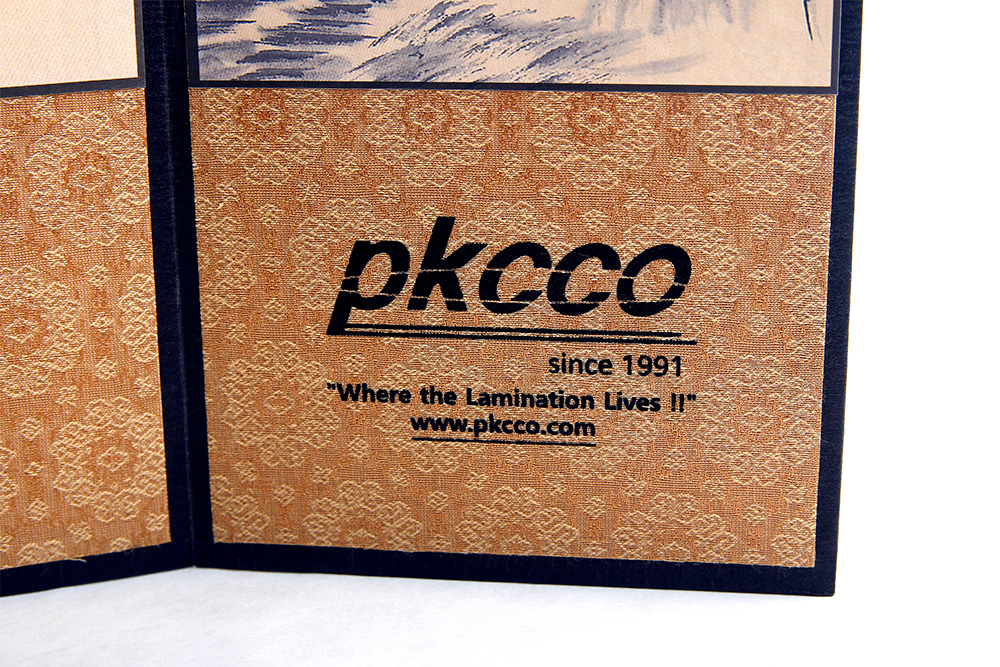 pkcco
since 1991
"Where the Lamination Lives !!"
www.pkcco.com